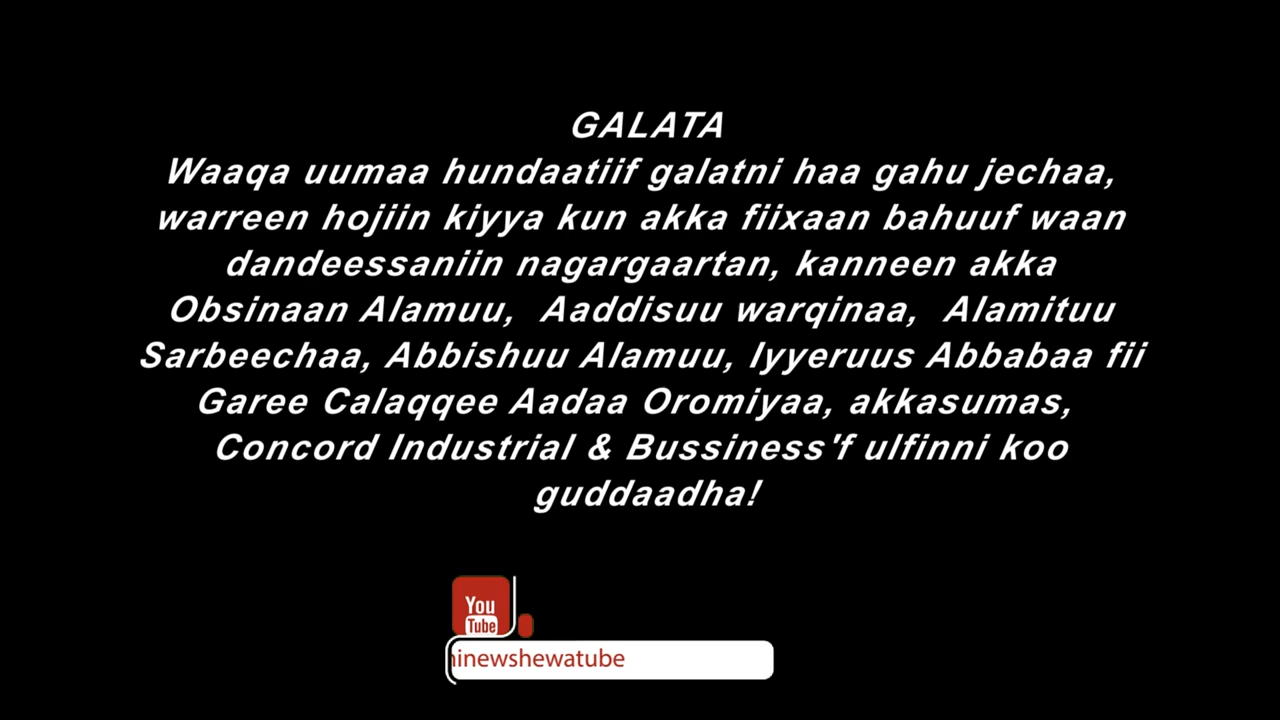 GALATA
Waaqa uumaa hundaatiif galatni haa gahu jechaa,
warreen hojiin kiyya kun akka fiixaan bahuuf waan
dandeessaniin nagargaartan, kanneen akka
Obsinaan Alamuu, Aaddisuu warqinaa, Alamituu
Sarbeechaa, Abbishuu Alamuu, Iyyeruus Abbabaa fii
Garee Calaqqee Aadaa Oromiyaa, akkasumas,
Concord Industrial & Bussiness'f ulfinni koo
guddaadha!
You
Tube
inewshewatube